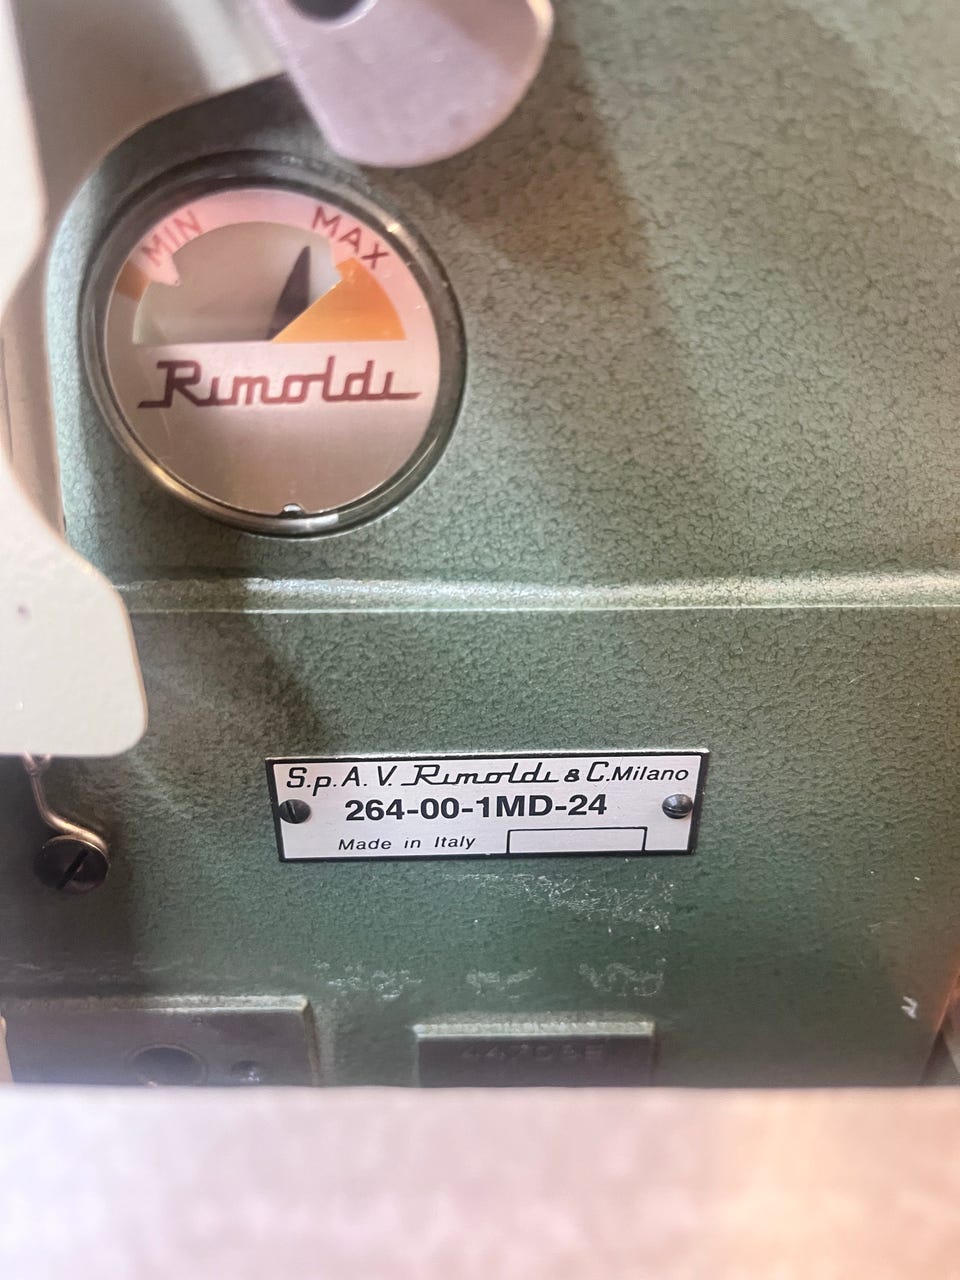 MIN MAX
Rimoldi
S.p.A. V. Rimoldi & C. Milano
264-00-1MD-24
Made in Italy